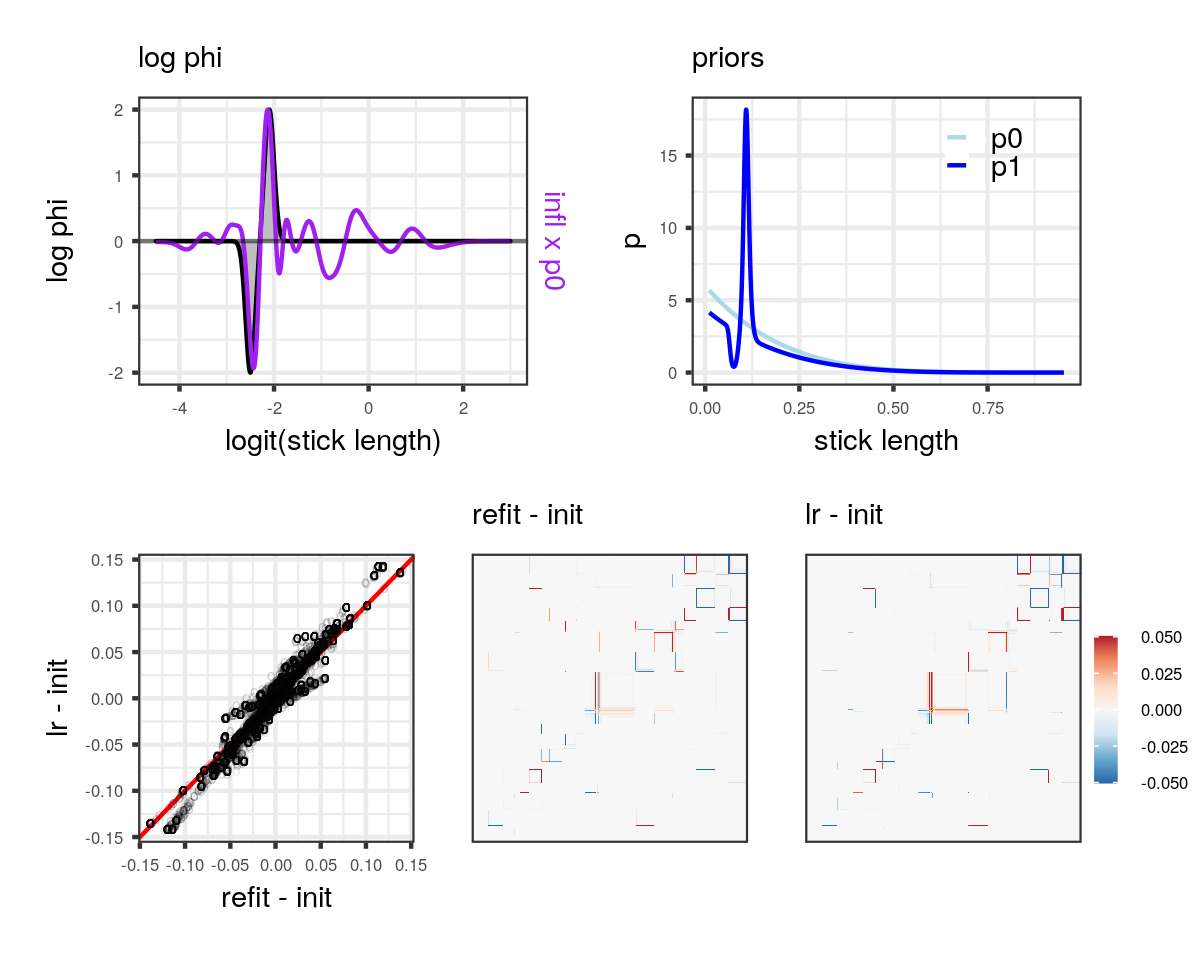 log phi
2
1
0
-1
-2
-4
-2
0
2
log phi
logit(stick length)
infl x p0
priors
15
10
5
0
0.00
0.25
0.50
0.75
p
stick length
p0
p1
0.15
0.10
0.05
0.00
-0.05
-0.10
-0.15
-0.15 -0.10 -0.05 0.00 0.05 0.10 0.15
lr - init
refit - init
refit - init
lr - init
0.050
0.025
0.000
-0.025
-0.050